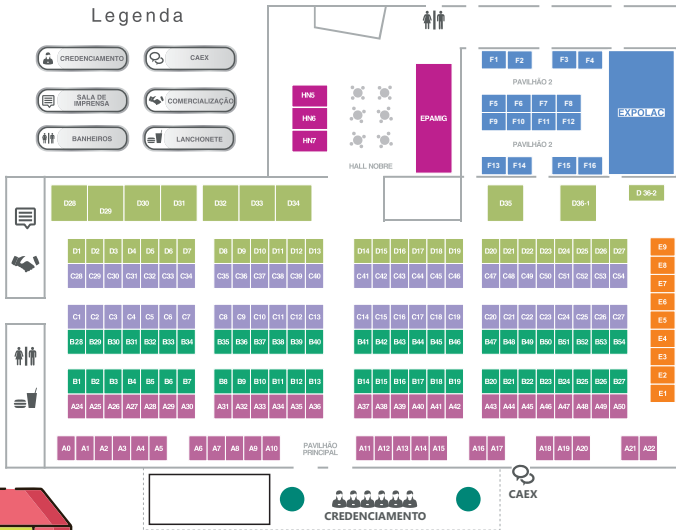 Legenda
CREDENCIAMENTO
CAEX
SALA DE
IMPRENSA
COMERCIALIZAÇÃO
BANHEIROS
LANCHONETE
HN5
HN6
HN7
HALL NOBRE
EPAMIG
F1 F2 F3 F4
PAVILHÃO 2
F5 F6 F7 F8
F9 F10 F11 F12
EXPOLAC
PAVILHÃO 2
F13 F14 F15 F16
D28 D29 D30 D31 D32 D33 D34 D35 D36-1 D 36-2
D1 D2 D3 D4 D5 D6 D7 D8 D9 D10 D11 D12 D13 D14 D15 D16 D17 D18 D19 D20 D21 D22 D23 D24 D25 D26 D27
C28 C29 C30 C31 C32 C33 C34 C35 C36 C37 C38 C39 C40 C41 C42 C43 C44 C45 C46 C47 C48 C49 C50 C51 C52 C53 C54
C1 C2 C3 C4 C5 C6 C7 C8 C9 C10 C11 C12 C13 C14 C15 C16 C17 C18 C19 C20 C21 C22 C23 C24 C25 C26 C27
B28 B29 B30 B31 B32 B33 B34 B35 B36 B37 B38 B39 B40 B41 B42 B43 B44 B45 B46 B47 B48 B49 B50 B51 B52 B53 B54
B1 B2 B3 B4 B5 B6 B7 B8 B9 B10 B11 B12 B13 B14 B15 B16 B17 B18 B19 B20 B21 B22 B23 B24 B25 B26 B27
A24 A25 A26 A27 A28 A29 A30 A31 A32 A33 A34 A35 A36 A37 A38 A39 A40 A41 A42 A43 A44 A45 A46 A47 A48 A49 A50
E9
E8
E7
E6
E5
E4
E3
E2
E1
A0 A1 A2 A3 A4 A5 A6 A7 A8 A9 A10
PAVILHÃO
PRINCIPAL
A11 A12 A13 A14 A15 A16 A17 A18 A19 A20 A21 A22
CREDENCIAMENTO
CAEX